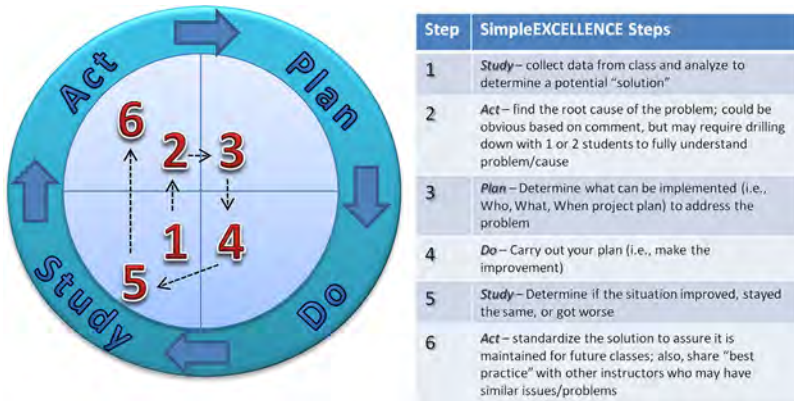 Act
Plan
Study
Do
6
2
3
1
4
5
Step SimpleEXCELLENCE Steps
1 Study – collect data from class and analyze to
determine a potential “solution”
2 Act – find the root cause of the problem; could be
obvious based on comment, but may require drilling
down with 1 or 2 students to fully understand
problem/cause
3 Plan – Determine what can be implemented (i.e.,
Who, What, When project plan) to address the
problem
4 Do – Carry out your plan (i.e., make the
improvement)
5 Study – Determine if the situation improved, stayed
the same, or got worse
6 Act – standardize the solution to assure it is
maintained for future classes; also, share “best
practice” with other instructors who may have
similar issues/problems